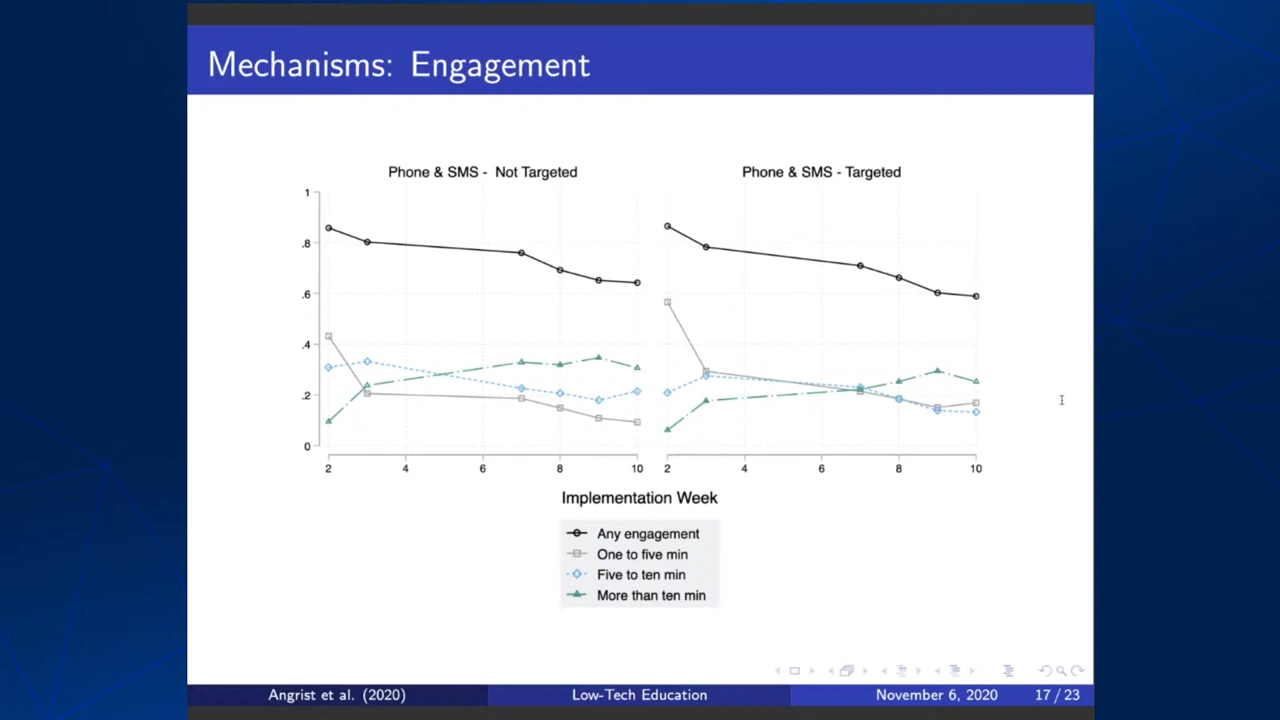 Mechanisms: Engagement
Phone & SMS - Not Targeted
Phone & SMS - Targeted
1
.8
.6
.4
.2
0
2 4 6 8 10
2 4 6 8 10
Implementation Week
Any engagement
One to five min
Five to ten min
More than ten min
Angrist et al. (2020) Low-Tech Education November 6, 2020 17 / 23